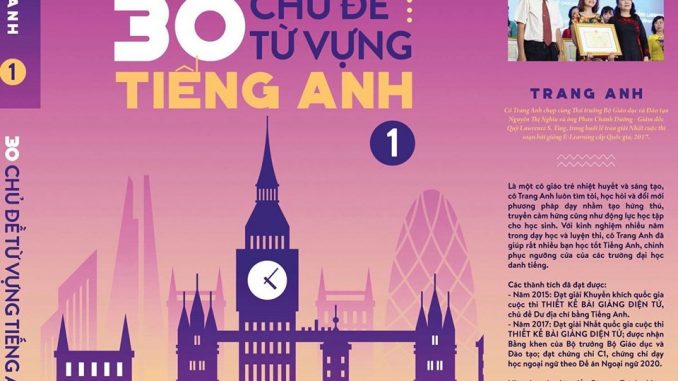 ANH
1
30 CHỦ ĐỀ TỪ VỰNG TIẾNG A
30
CHỦ ĐỀ
TỪ VỰNG
TIẾNG ANH
1
TRANG ANH
Cô Trang Anh chụp cùng Thứ trưởng Bộ Giáo dục và Đào tạo
Nguyễn Thị Nghĩa và ông Phan Chánh Dưỡng - Giám đốc
Quỹ Lawrence S. Ting, trong buổi lễ trao giải Nhất cuộc thi
soạn bài giảng E-Learning cấp Quốc gia, 2017.
Là một cô giáo trẻ nhiệt huyết và sáng tạo,
cô Trang Anh luôn tìm tòi, học hỏi và đổi mới
phương pháp dạy nhằm tạo hứng thú,
truyền cảm hứng cũng như động lực học tập
cho học sinh. Với kinh nghiệm nhiều năm
trong dạy học và luyện thi, cô Trang Anh đã
giúp rất nhiều bạn học tốt Tiếng Anh, chinh
phục ngưỡng cửa của các trường đại học
danh tiếng.
Các thành tích đã đạt được:
- Năm 2015: Đạt giải Khuyến khích quốc gia
cuộc thi THIẾT KẾ BÀI GIẢNG ĐIỆN TỬ,
chủ đề Dư địa chí bằng Tiếng Anh.
- Năm 2017: Đạt giải Nhất quốc gia cuộc thi
THIẾT KẾ BÀI GIẢNG ĐIỆN TỬ; được nhận
Bằng khen của Bộ trưởng Bộ Giáo dục và
Đào tạo; đạt chứng chỉ C1, chứng chỉ dạy
học ngoại ngữ theo Đề án Ngoại ngữ 2020.